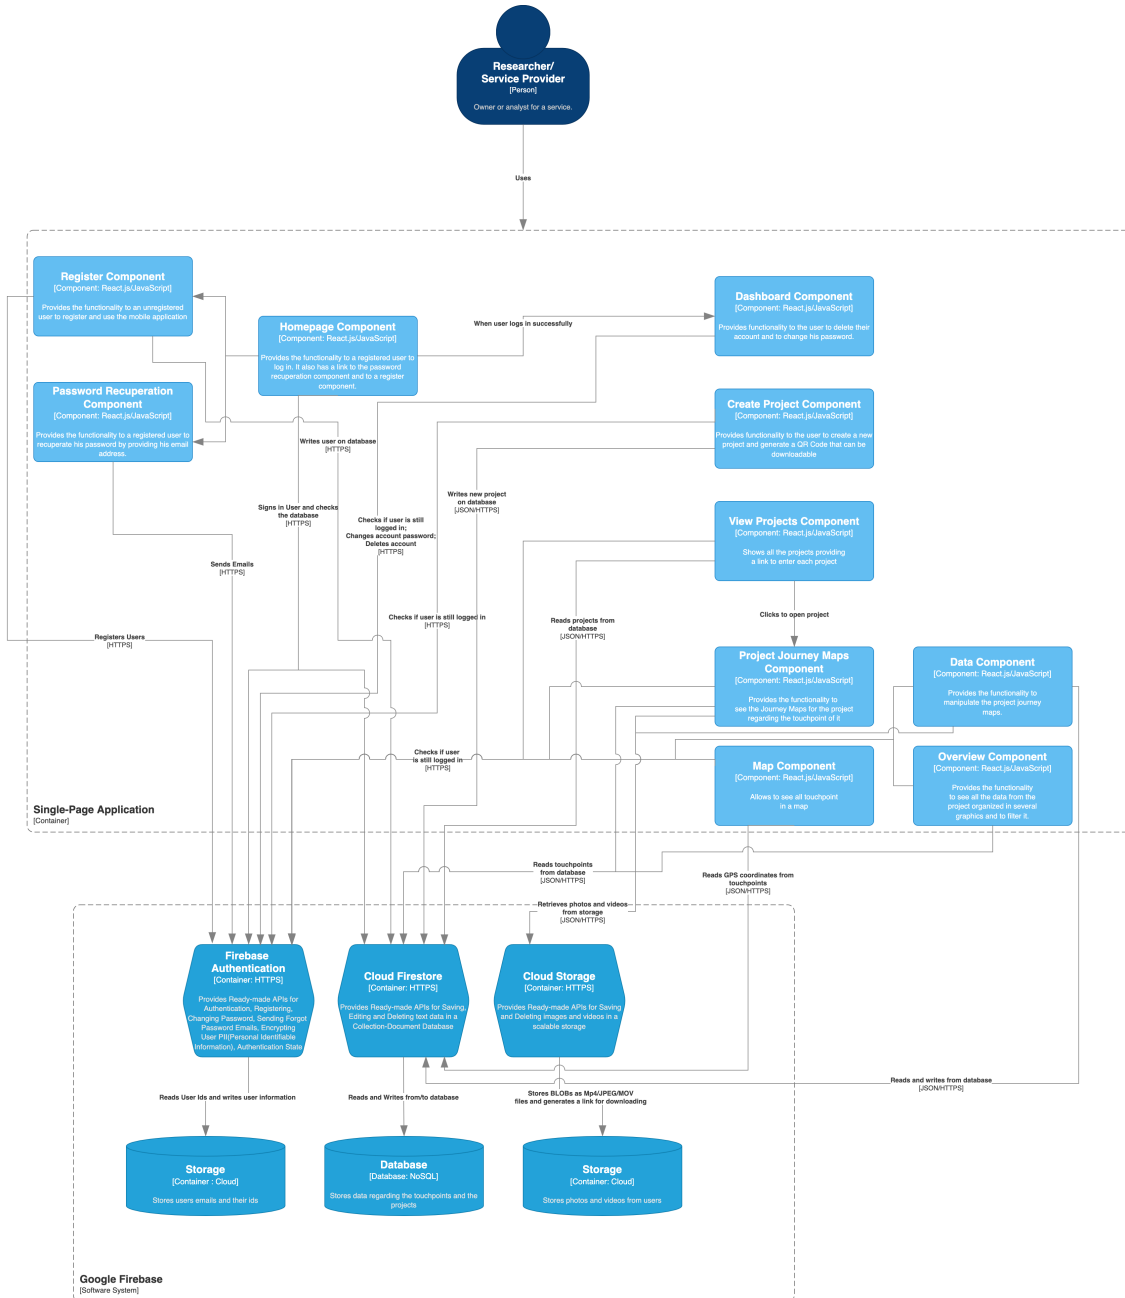 Researcher/
Service Provider
[Person]
Owner or analyst for a service.
Uses
Register Component
[Component: React.js/JavaScript]
Provides the functionality to an unregistered
user to register and use the mobile application
Homepage Component
[Component: React.js/JavaScript]
Provides the functionality to a registered user to
log in. It also has a link to the password
recuperation component and to a register
component.
When user logs in successfully
Dashboard Component
[Component: React.js/JavaScript]
Provides functionality to the user to delete their
account and to change his password.
Password Recuperation
Component
[Component: React.js/JavaScript]
Provides the functionality to a registered user to
recuperate his password by providing his email
address.
Create Project Component
[Component: React.js/JavaScript]
Provides functionality to the user to create a new
project and generate a QR Code that can be
downloadable
Writes user on database
[HTTPS]
Signs in User and checks
the database
[HTTPS]
Checks if user is still
logged in;
Changes account password;
Deletes account
[HTTPS]
Writes new project
on database
[JSON/HTTPS]
View Projects Component
[Component: React.js/JavaScript]
Shows all the projects providing
a link to enter each project
Sends Emails
[HTTPS]
Checks if user is still logged in
[HTTPS]
Reads projects from
database
[JSON/HTTPS]
Clicks to open project
Registers Users
[HTTPS]
Project Journey Maps
Component
[Component: React.js/JavaScript]
Provides the functionality to
see the Journey Maps for the project
regarding the touchpoint of it
Data Component
[Component: React.js/JavaScript]
Provides the functionality to
manipulate the project journey
maps.
Checks if user
is still logged in
[HTTPS]
Map Component
[Component: React.js/JavaScript]
Allows to see all touchpoint
in a map
Overview Component
[Component: React.js/JavaScript]
Provides the functionality
to see all the data from the
project organized in several
graphics and to filter it.
Single-Page Application
[Container]
Reads touchpoints
from database
[JSON/HTTPS]
Reads GPS coordinates from
touchpoints
[JSON/HTTPS]
Retrieves photos and videos
from storage
[JSON/HTTPS]
Firebase
Authentication
[Container: HTTPS]
Provides Ready-made APIs for
Authentication, Registering,
Changing Password, Sending Forgot
Password Emails, Encrypting
User PII(Personal Identifiable
Information), Authentication State
Cloud Firestore
[Container: HTTPS]
Provides Ready-made APIs for Saving,
Editing and Deleting text data in a
Collection-Document Database
Cloud Storage
[Container: HTTPS]
Provides Ready-made APIs for Saving
and Deleting images and videos in a
scalable storage
Reads and writes from database
[JSON/HTTPS]
Reads User Ids and writes user information
Reads and Writes from/to database
Stores BLOBs as Mp4/JPEG/MOV
files and generates a link for downloading
Storage
[Container : Cloud]
Stores users emails and their ids
Database
[Database: NoSQL]
Stores data regarding the touchpoints and the
projects
Storage
[Container: Cloud]
Stores photos and videos from users
Google Firebase
[Software System]